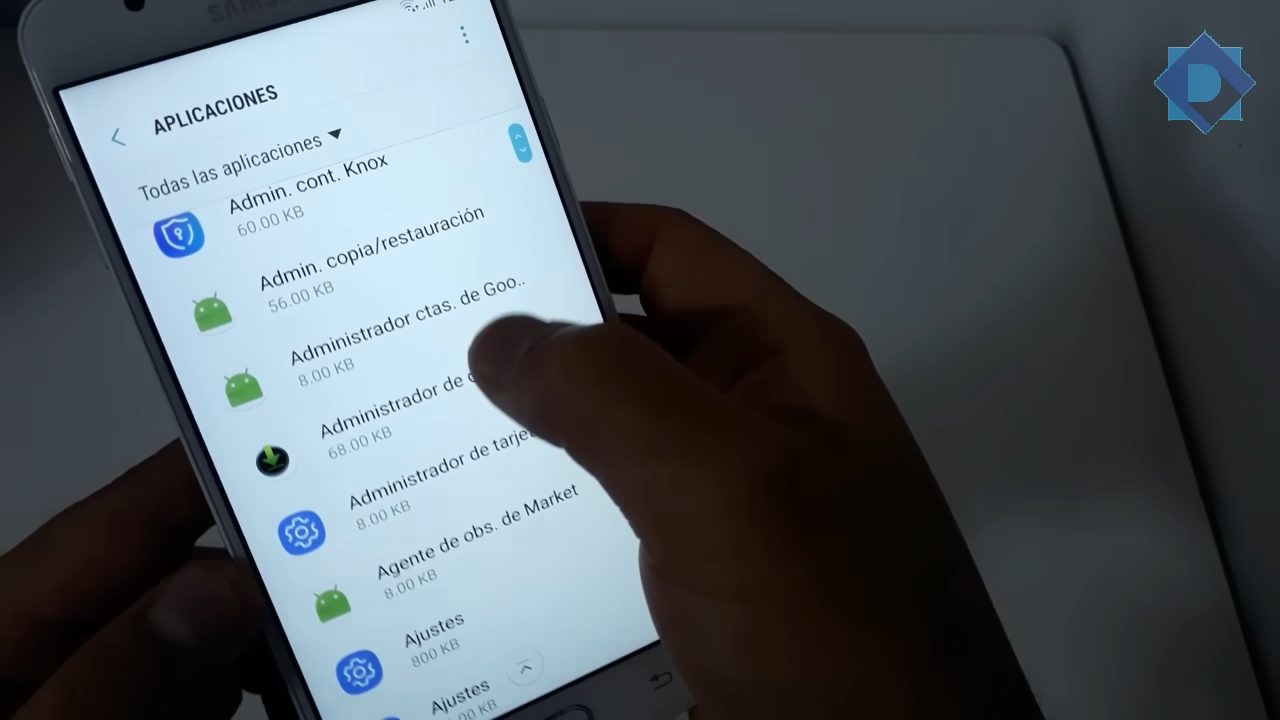 SAMSUNG
APLICACIONES
Todas las aplicaciones
Admin. cont. Knox
60.00 KB
Admin. copia/restauración
56.00 KB
Administrador ctas. de Goo..
8.00 KB
Administrador de
68.00 KB
Administrador de
8.00 KB
Agente de obs. de Market
8.00 KB
Ajustes
800 KB
Ajustes
KB
D